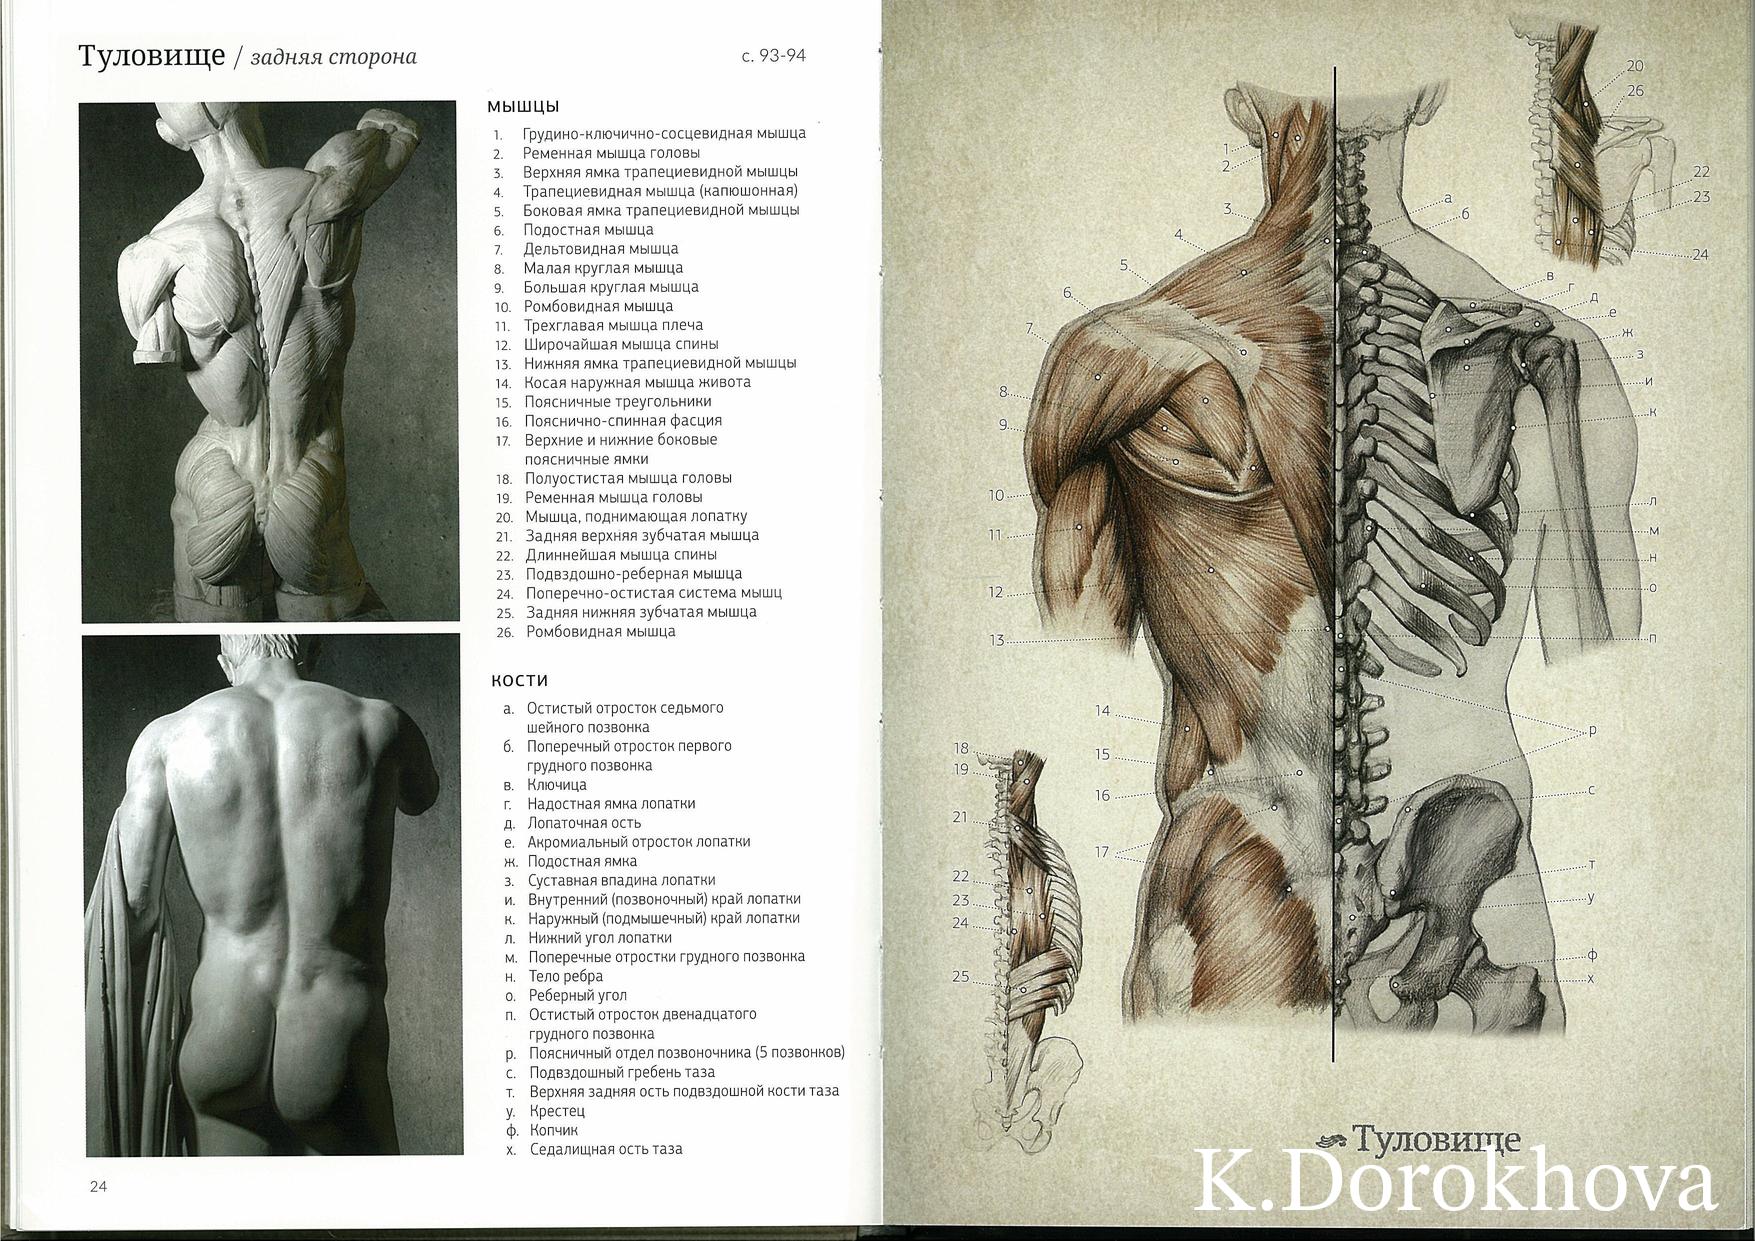 Туловище / задняя сторона
с. 93-94
МЫШЦЫ
1. Грудино-ключично-сосцевидная мышца
2. Ременная мышца головы
3. Верхняя ямка трапециевидной мышцы
4. Трапециевидная мышца (капюшонная)
5. Боковая ямка трапециевидной мышцы
6. Подостная мышца
7. Дельтовидная мышца
8. Малая круглая мышца
9. Большая круглая мышца
10. Ромбовидная мышца
11. Трехглавая мышца плеча
12. Широчайшая мышца спины
13. Нижняя ямка трапециевидной мышцы
14. Косая наружная мышца живота
15. Поясничные треугольники
16. Пояснично-спинная фасция
17. Верхние и нижние боковые
поясничные ямки
18. Полуостистая мышца головы
19. Ременная мышца головы
20. Мышца, поднимающая лопатку
21. Задняя верхняя зубчатая мышца
22. Длиннейшая мышца спины
23. Подвздошно-реберная мышца
24. Поперечно-остистая система мышц
25. Задняя нижняя зубчатая мышца
26. Ромбовидная мышца
КОСТИ
а. Остистый отросток седьмого
шейного позвонка
б. Поперечный отросток первого
грудного позвонка
в. Ключица
г. Надостная ямка лопатки
д. Лопаточная ость
е. Акромиальный отросток лопатки
ж. Подостная ямка
з. Суставная впадина лопатки
и. Внутренний (позвоночный) край лопатки
к. Наружный (подмышечный) край лопатки
л. Нижний угол лопатки
м. Поперечные отростки грудного позвонка
н. Тело ребра
о. Реберный угол
п. Остистый отросток двенадцатого
грудного позвонка
р. Поясничный отдел позвоночника (5 позвонков)
с. Подвздошный гребень таза
т. Верхняя задняя ость подвздошной кости таза
у. Крестец
ф. Копчик
х. Седалищная ость таза
24
1
2
3
4
5
6
7
8
9
10
11
12
13
14
15
16
17
18
19
21
22
23
24
25
20
26
22
23
24
а
б
в
г
д
е
ж
з
и
к
л
м
н
о
п
р
с
т
у
ф
х
Туловище
K.Dorokhova